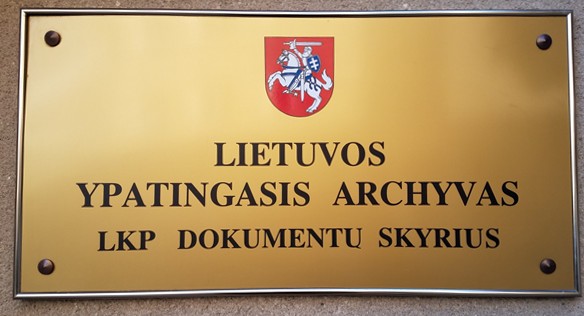 LIETUVOS
YPATINGASIS ARCHYVAS
LKP DOKUMENTŲ SKYRIUS